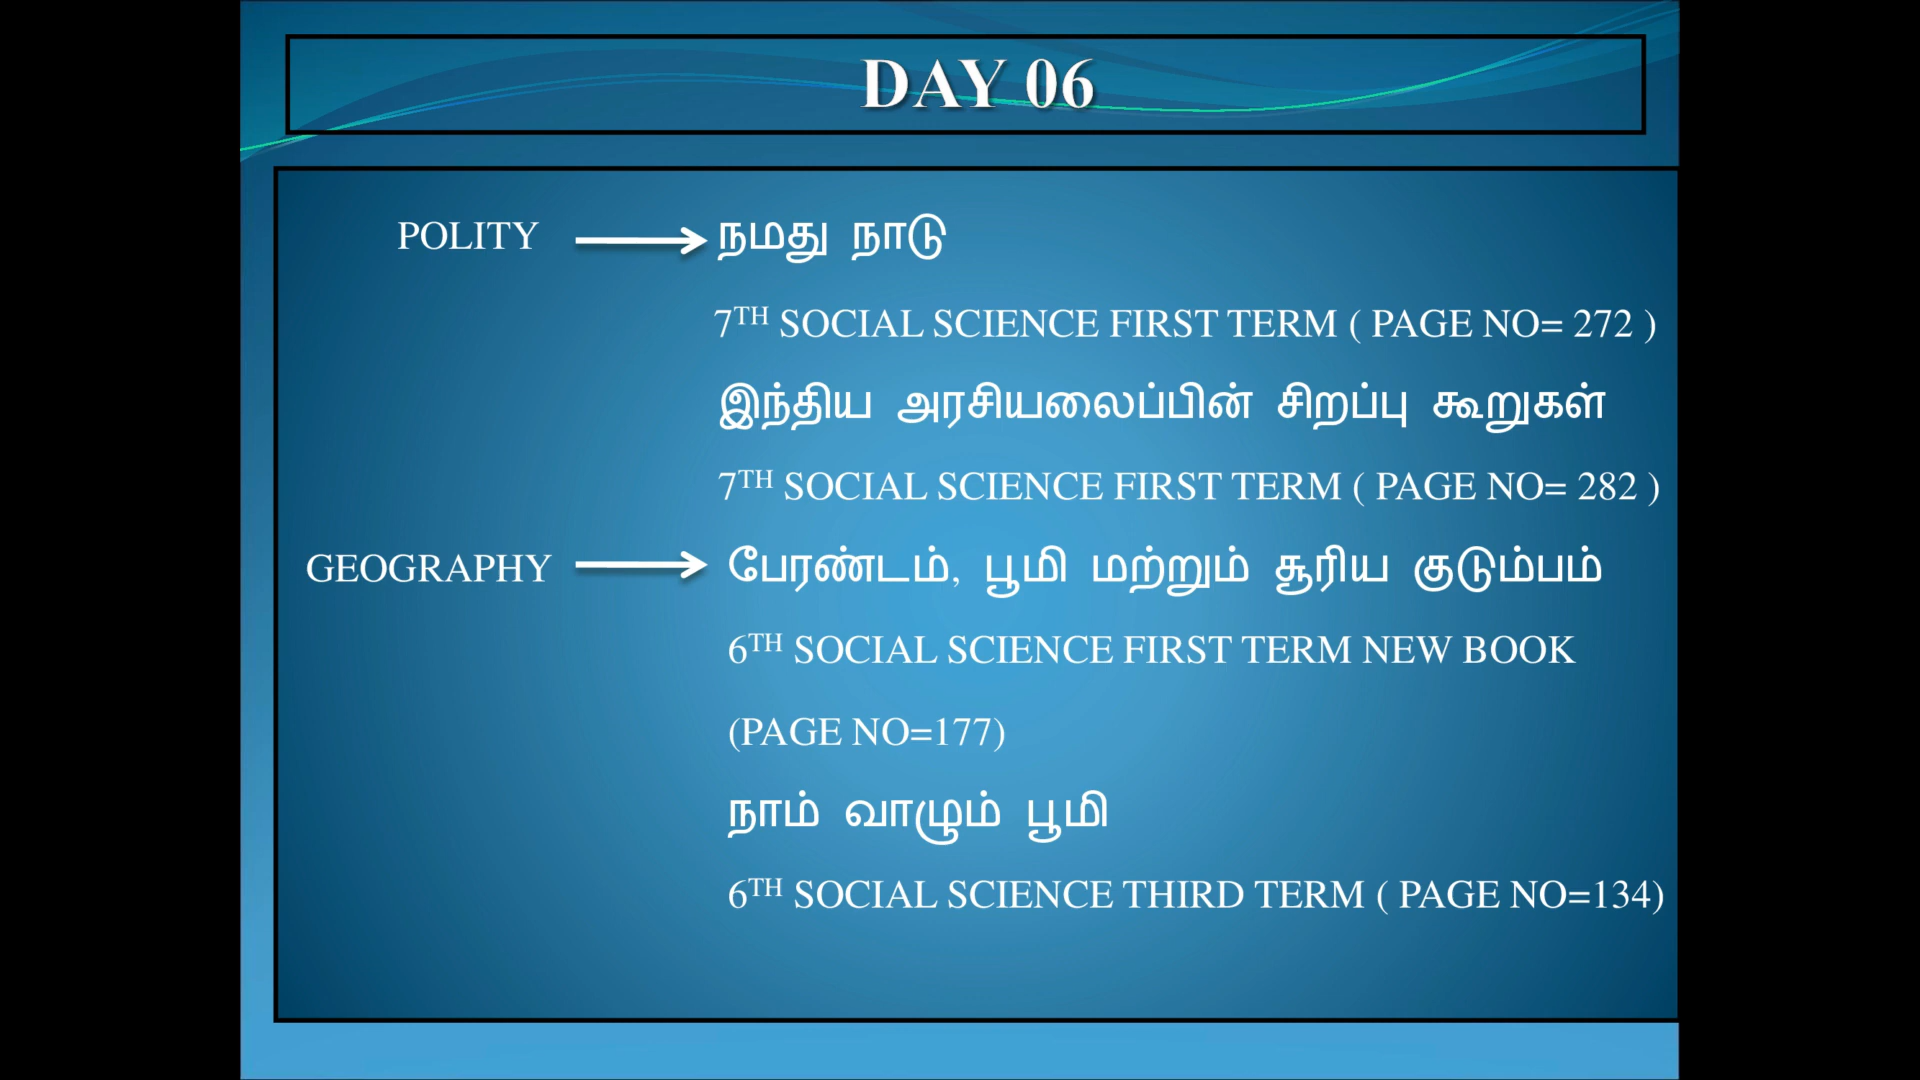 DAY 06
POLITY நமது நாடு
7TH SOCIAL SCIENCE FIRST TERM ( PAGE NO= 272 )
இந்திய அரசியலைப்பின் சிறப்பு கூறுகள்
7TH SOCIAL SCIENCE FIRST TERM ( PAGE NO= 282 )
GEOGRAPHY பேரண்டம், பூமி மற்றும் சூரிய குடும்பம்
6TH SOCIAL SCIENCE FIRST TERM NEW BOOK
(PAGE NO=177)
நாம் வாழும் பூமி
6TH SOCIAL SCIENCE THIRD TERM ( PAGE NO=134)